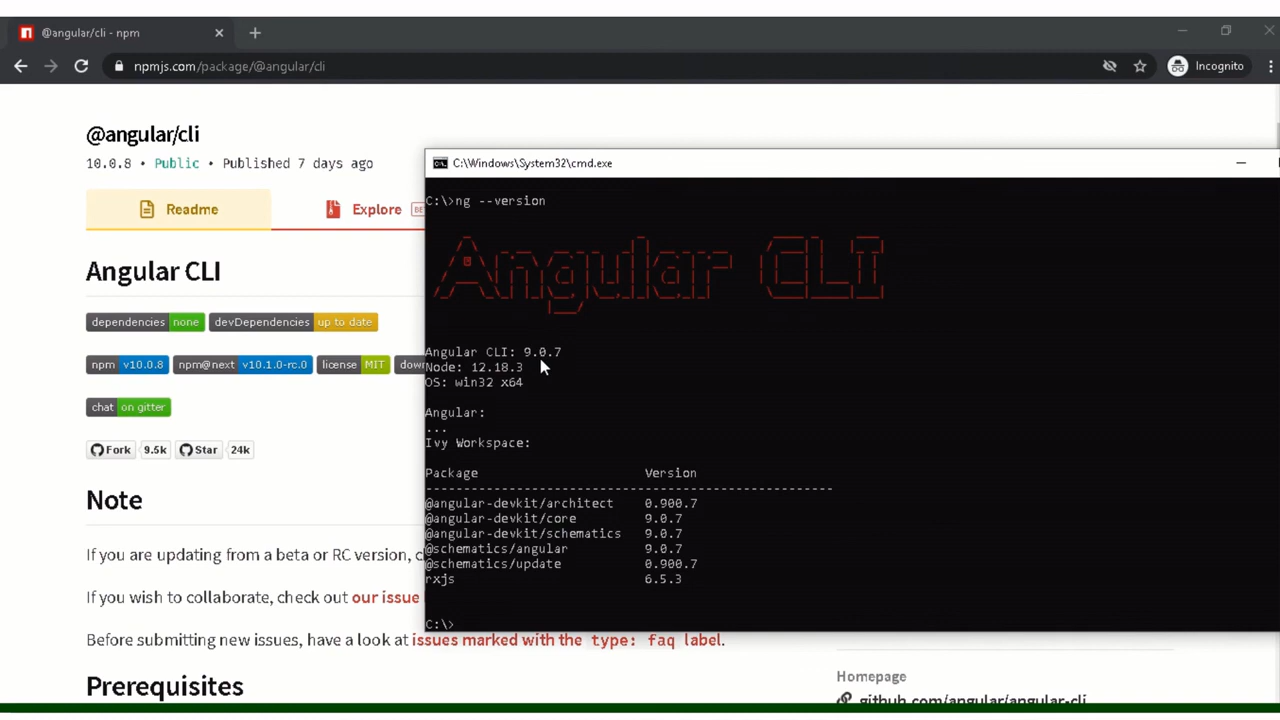 @angular/cli - npm
npmjs.com/package/@angular/cli
Incognito
@angular/cli
10.0.8 • Public • Published 7 days ago
Readme
Explore
BE
Angular CLI
dependencies none devDependencies up to date
npm v10.0.8 npm@next v10.1.0-rc.0 license MIT dow
chat on gitter
Fork 9.5k Star 24k
Note
If you are updating from a beta or RC version, c
If you wish to collaborate, check out our issue
Before submitting new issues, have a look at issues marked with the type: faq label.
Prerequisites
Homepage
github.com/angular/angular-cli
C:\Windows\System32\cmd.exe
C:\>ng --version
Angular CLI
Angular CLI: 9.0.7
Node: 12.18.3
OS: win32 x64
Angular:
...
Ivy Workspace:
Package Version
------------------------------------------------------
@angular-devkit/architect 0.900.7
@angular-devkit/core 9.0.7
@angular-devkit/schematics 9.0.7
@schematics/angular 9.0.7
@schematics/update 0.900.7
rxjs 6.5.3
C:\>